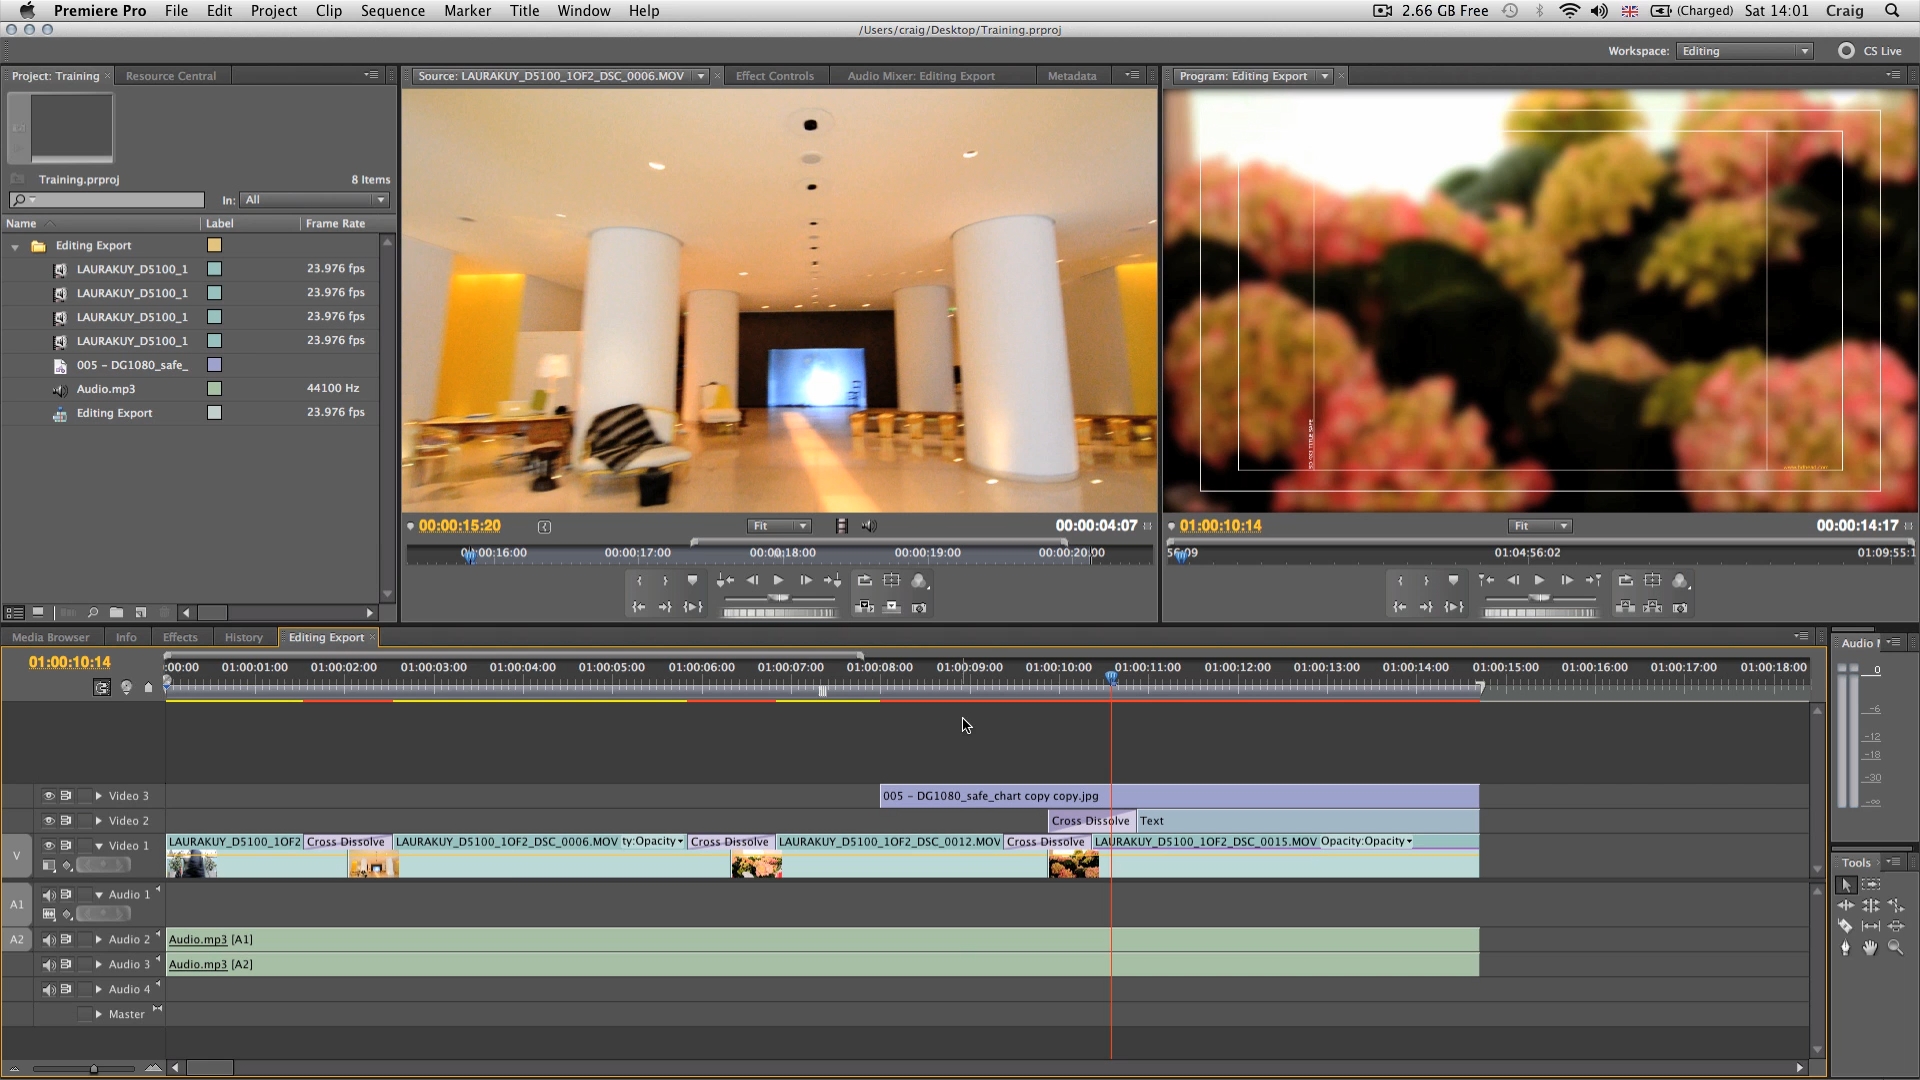 Premiere Pro File Edit Project Clip Sequence Marker Title Window Help 2.66 GB Free (Charged) Sat 14:01 Craig
/Users/craig/Desktop/Training.prproj
Workspace: Editing CS Live
Project: Training × Resource Central
Source: LAURAKUY_D5100_1OF2_DSC_0006.MOV × Effect Controls Audio Mixer: Editing Export Metadata
Program: Editing Export ×
Training.prproj 8 Items
In: All
Name Label Frame Rate
Editing Export
LAURAKUY_D5100_1 23.976 fps
LAURAKUY_D5100_1 23.976 fps
LAURAKUY_D5100_1 23.976 fps
LAURAKUY_D5100_1 23.976 fps
005 - DG1080_safe_
Audio.mp3 44100 Hz
Editing Export 23.976 fps
00:00:15:20 Fit 00:00:04:07
00:00:16:00 00:00:17:00 00:00:18:00 00:00:19:00 00:00:20:00
01:00:10:14 Fit 00:00:14:17
01:04:56:02 01:09:55:1
Media Browser Info Effects History Editing Export ×
01:00:10:14
:00:00 01:00:01:00 01:00:02:00 01:00:03:00 01:00:04:00 01:00:05:00 01:00:06:00 01:00:07:00 01:00:08:00 01:00:09:00 01:00:10:00 01:00:11:00 01:00:12:00 01:00:13:00 01:00:14:00 01:00:15:00 01:00:16:00 01:00:17:00 01:00:18:00
Video 3 005 - DG1080_safe_chart copy copy.jpg
Video 2 Cross Dissolve Text
V Video 1 LAURAKUY_D5100_1OF2 Cross Dissolve LAURAKUY_D5100_1OF2_DSC_0006.MOV ty:Opacity Cross Dissolve LAURAKUY_D5100_1OF2_DSC_0012.MOV Cross Dissolve LAURAKUY_D5100_1OF2_DSC_0015.MOV Opacity:Opacity
A1 Audio 1
A2 Audio 2 Audio.mp3 [A1]
Audio 3 Audio.mp3 [A2]
Audio 4
Master
Audio
0
-6
-12
-18
-30
-∞
Tools